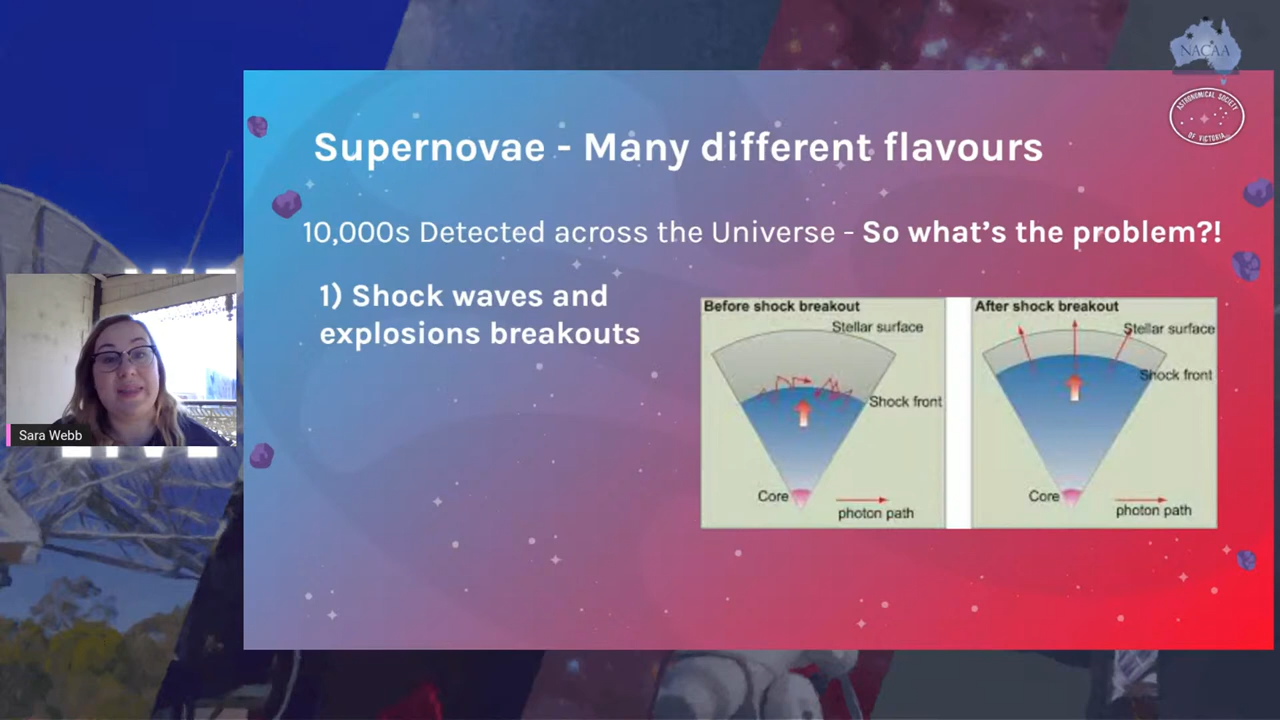 NACAA
ASTRONOMICAL SOCIETY
OF VICTORIA
Supernovae - Many different flavours
10,000s Detected across the Universe - So what's the problem?!
1) Shock waves and
explosions breakouts
Before shock breakout
Stellar surface
Shock front
Core
photon path
After shock breakout
Stellar surface
Shock front
Core
photon path
Sara Webb